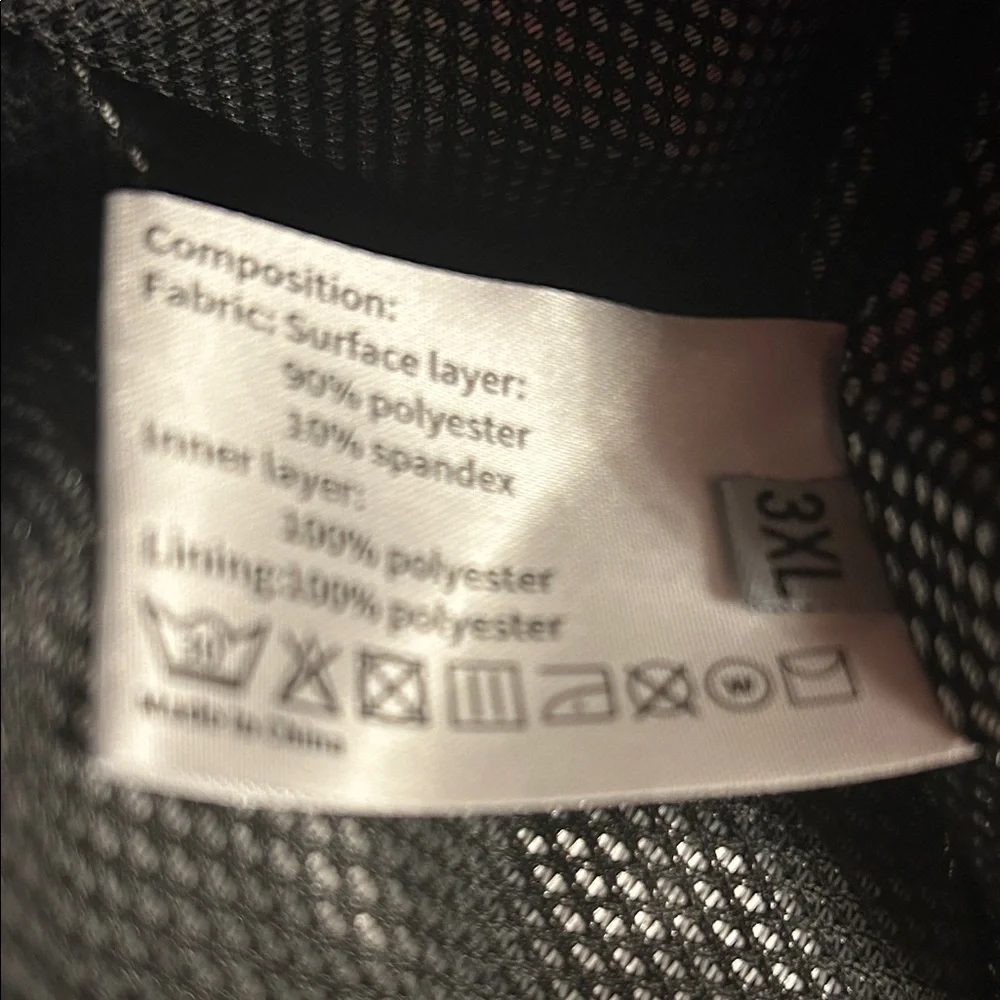 Composition:
Fabric: Surface layer:
90% polyester
10% spandex
Inner layer:
100% polyester
Lining:100% polyester
3XL
30
W
Made in China